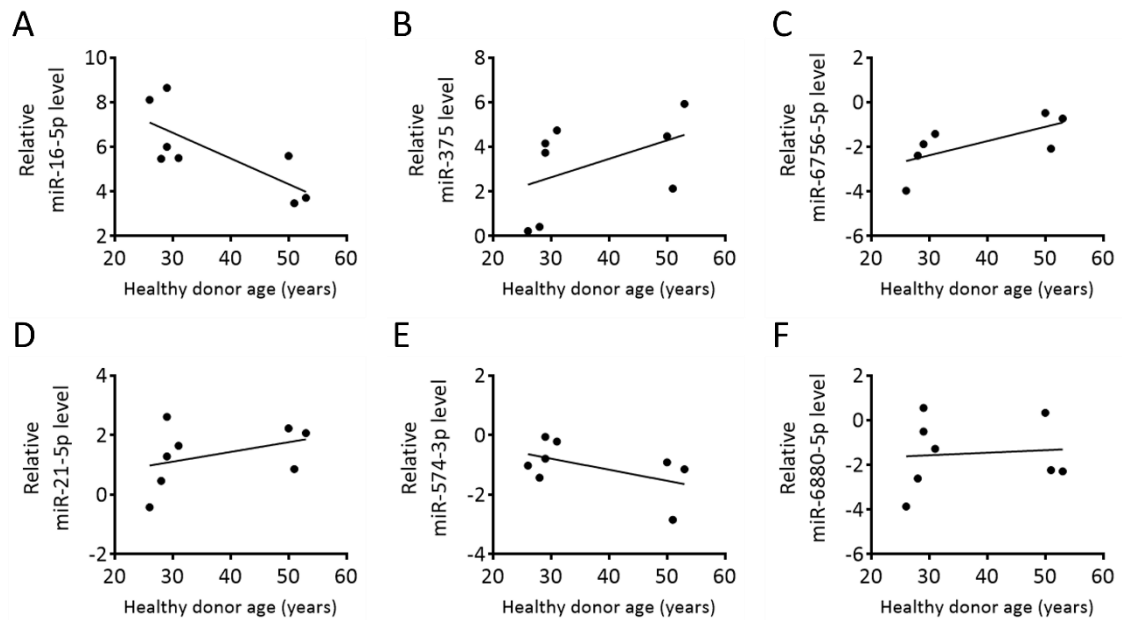 A
Relative
miR-16-5p level
10
8
6
4
2
20 30 40 50 60
Healthy donor age (years)
B
Relative
miR-375 level
8
6
4
2
0
20 30 40 50 60
Healthy donor age (years)
C
Relative
miR-6756-5p level
2
0
-2
-4
-6
20 30 40 50 60
Healthy donor age (years)
D
Relative
miR-21-5p level
4
2
0
-2
20 30 40 50 60
Healthy donor age (years)
E
Relative
miR-574-3p level
2
0
-2
-4
20 30 40 50 60
Healthy donor age (years)
F
Relative
miR-6880-5p level
2
0
-2
-4
-6
20 30 40 50 60
Healthy donor age (years)